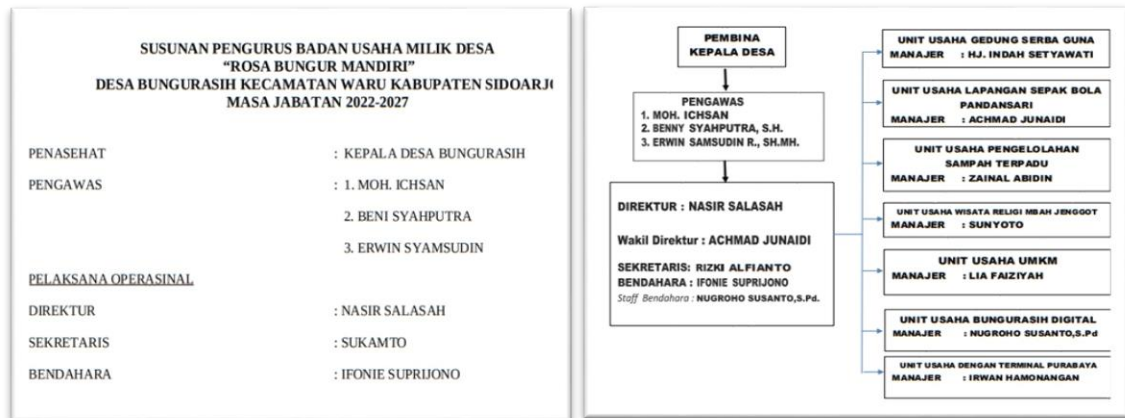 SUSUNAN PENGURUS BADAN USAHA MILIK DESA
“ROSA BUNGUR MANDIRI”
DESA BUNGURASIH KECAMATAN WARU KABUPATEN SIDOARJ
MASA JABATAN 2022-2027
PENASEHAT : KEPALA DESA BUNGURASIH
PENGAWAS : 1. MOH. ICHSAN
2. BENI SYAHPUTRA
3. ERWIN SYAMSUDIN
PELAKSANA OPERASINAL
DIREKTUR : NASIR SALASAH
SEKRETARIS : SUKAMTO
BENDAHARA : IFONIE SUPRIJONO
PEMBINA
KEPALA DESA
PENGAWAS
1. MOH. ICHSAN
2. BENNY SYAHPUTRA, S.H.
3. ERWIN SAMSUDIN R., SH.MH.
DIREKTUR : NASIR SALASAH
Wakil Direktur : ACHMAD JUNAIDI
SEKRETARIS: RIZKI ALFIANTO
BENDAHARA : IFONIE SUPRIJONO
Staff Bendahara : NUGROHO SUSANTO,S.Pd.
UNIT USAHA GEDUNG SERBA GUNA
MANAJER : HJ. INDAH SETYAWATI
UNIT USAHA LAPANGAN SEPAK BOLA
PANDANSARI
MANAJER : ACHMAD JUNAIDI
UNIT USAHA PENGELOLAHAN
SAMPAH TERPADU
MANAJER : ZAINAL ABIDIN
UNIT USAHA WISATA RELIGI MBAH JENGGOT
MANAJER : SUNYOTO
UNIT USAHA UMKM
MANAJER : LIA FAIZIYAH
UNIT USAHA BUNGURASIH DIGITAL
MANAJER : NUGROHO SUSANTO,S.Pd
UNIT USAHA DENGAN TERMINAL PURABAYA
MANAJER : IRWAN HAMONANGAN